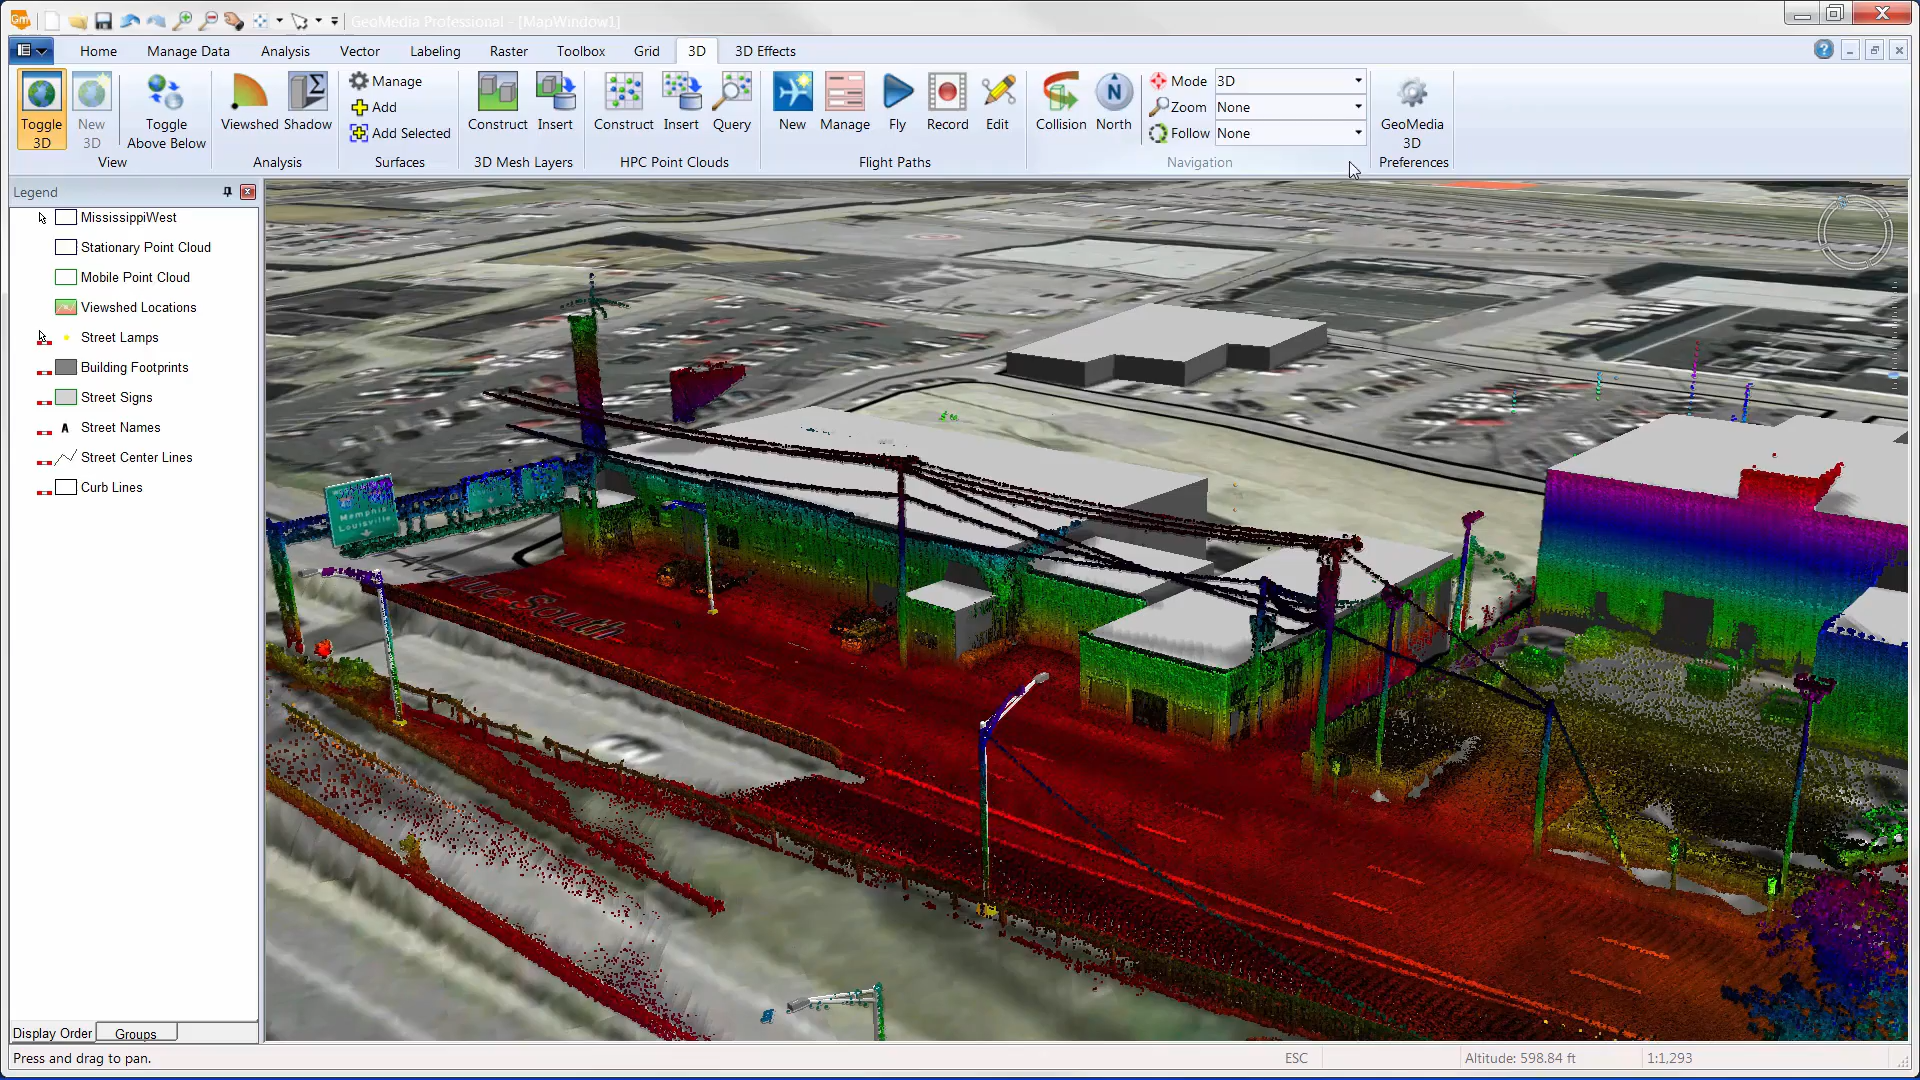 Gm GeoMedia Professional - [MapWindow1]
Home Manage Data Analysis Vector Labeling Raster Toolbox Grid 3D 3D Effects
Toggle 3D
New 3D
Toggle Above Below
View
Viewshed Shadow
Analysis
Manage
Add
Add Selected
Surfaces
Construct Insert
3D Mesh Layers
Construct Insert Query
HPC Point Clouds
New Manage Fly Record Edit
Flight Paths
Collision North
N
Mode 3D
Zoom None
Follow None
Navigation
GeoMedia 3D Preferences
Legend
MississippiWest
Stationary Point Cloud
Mobile Point Cloud
Viewshed Locations
Street Lamps
Building Footprints
Street Signs
A Street Names
Street Center Lines
Curb Lines
Memphis
Louisville
South
Display Order Groups
Press and drag to pan.
ESC
Altitude: 598.84 ft
1:1,293